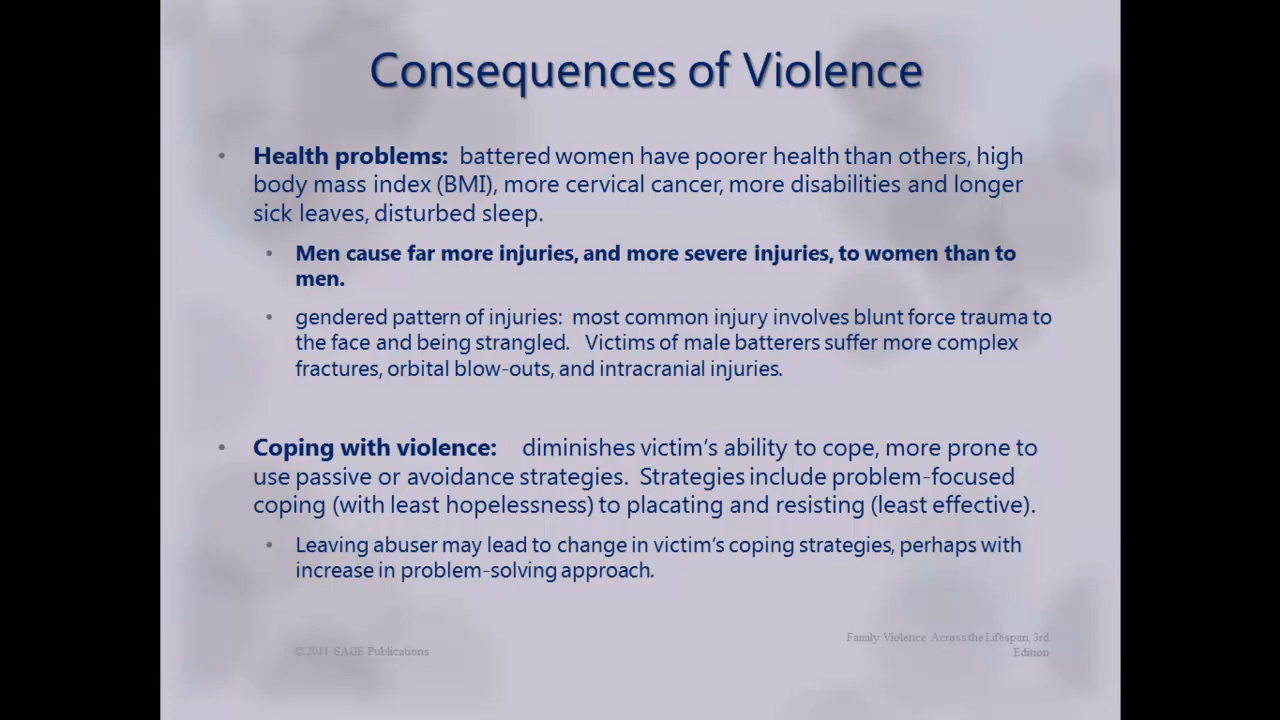 Consequences of Violence
• Health problems: battered women have poorer health than others, high
body mass index (BMI), more cervical cancer, more disabilities and longer
sick leaves, disturbed sleep.
• Men cause far more injuries, and more severe injuries, to women than to
men.
• gendered pattern of injuries: most common injury involves blunt force trauma to
the face and being strangled. Victims of male batterers suffer more complex
fractures, orbital blow-outs, and intracranial injuries.
• Coping with violence: diminishes victim's ability to cope, more prone to
use passive or avoidance strategies. Strategies include problem-focused
coping (with least hopelessness) to placating and resisting (least effective).
• Leaving abuser may lead to change in victim's coping strategies, perhaps with
increase in problem-solving approach.
©2011 SAGE Publications
Family Violence Across the Lifespan, 3rd
Edition